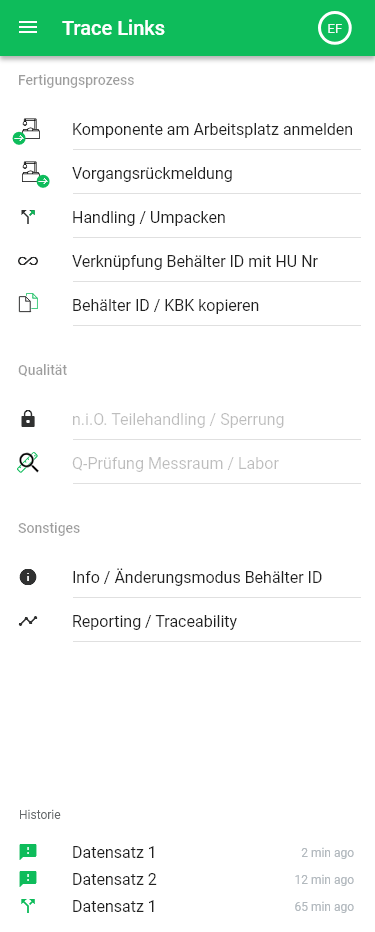 Trace Links
EF
Fertigungsprozess
Komponente am Arbeitsplatz anmelden
Vorgangsrückmeldung
Handling / Umpacken
Verknüpfung Behälter ID mit HU Nr
Behälter ID / KBK kopieren
Qualität
n.i.O. Teilehandling / Sperrung
Q-Prüfung Messraum / Labor
Sonstiges
Info / Änderungsmodus Behälter ID
Reporting / Traceability
Historie
Datensatz 1 2 min ago
Datensatz 2 12 min ago
Datensatz 1 65 min ago